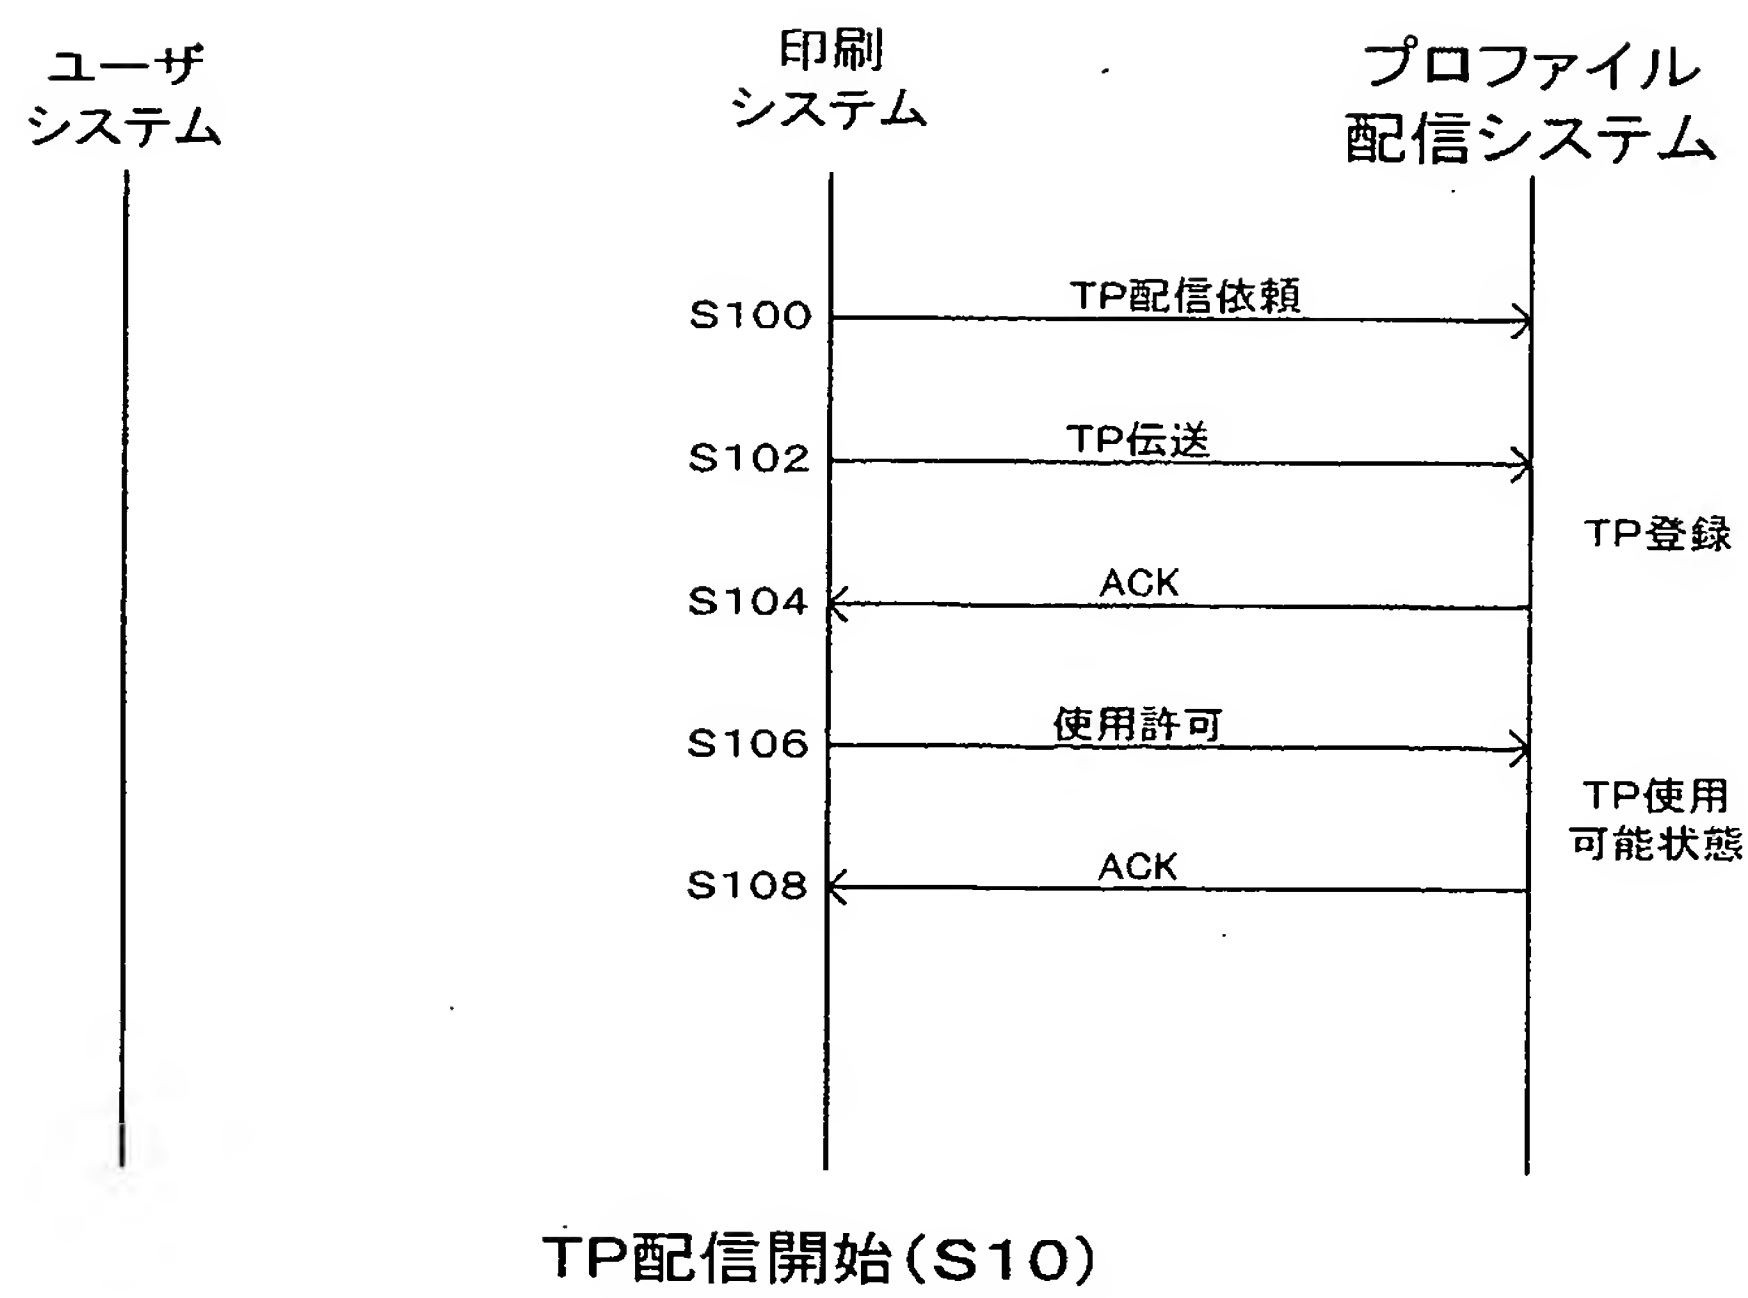 ユーザ
システム
印刷
システム
プロファイル
配信システム
S100
TP配信依頼
S102
TP伝送
TP登録
S104
ACK
S106
使用許可
TP使用
可能状態
S108
ACK
TP配信開始(S10)